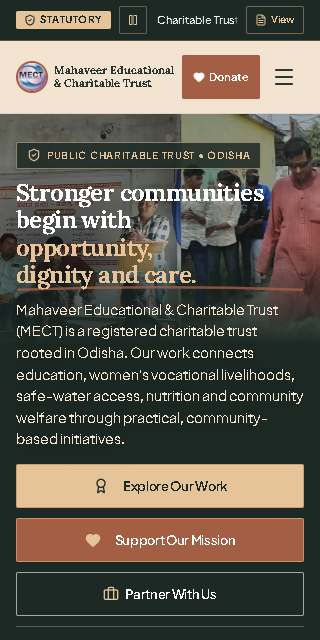 STATUTORY
Charitable Trust
View
MECT
Mahaveer Educational
& Charitable Trust
Donate
PUBLIC CHARITABLE TRUST • ODISHA
Stronger communities
begin with
opportunity,
dignity and care.
Mahaveer Educational & Charitable Trust
(MECT) is a registered charitable trust
rooted in Odisha. Our work connects
education, women's vocational livelihoods,
safe-water access, nutrition and community
welfare through practical, community-
based initiatives.
Explore Our Work
Support Our Mission
Partner With Us